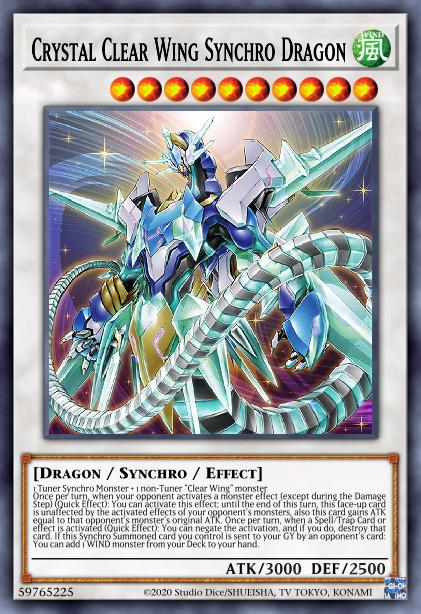 CRYSTAL CLEAR WING SYNCHRO DRAGON
WIND
風
[DRAGON / SYNCHRO / EFFECT]
1 Tuner Synchro Monster + 1 non-Tuner "Clear Wing" monster
Once per turn, when your opponent activates a monster effect (except during the Damage
Step) (Quick Effect): You can activate this effect; until the end of this turn, this face-up card
is unaffected by the activated effects of your opponent's monsters, also this card gains ATK
equal to that opponent's monster's original ATK. Once per turn, when a Spell/Trap Card or
effect is activated (Quick Effect): You can negate the activation, and if you do, destroy that
card. If this Synchro Summoned card you control is sent to your GY by an opponent's card:
You can add 1 WIND monster from your Deck to your hand.
ATK/3000 DEF/2500
59765225
©2020 Studio Dice/SHUEISHA, TV TOKYO, KONAMI